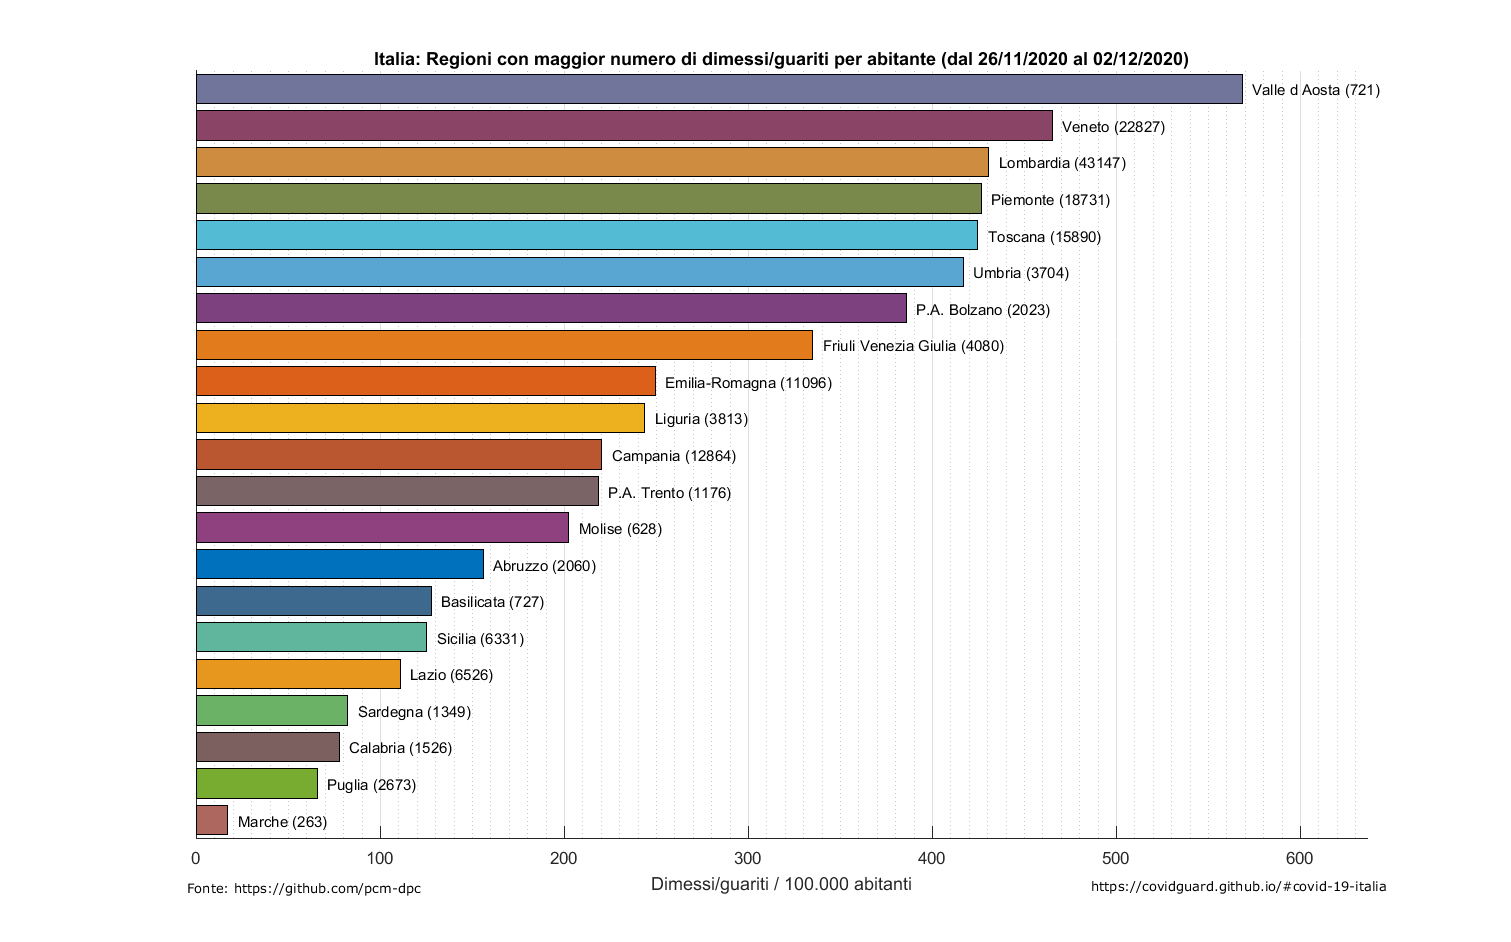 Italia: Regioni con maggior numero di dimessi/guariti per abitante (dal 26/11/2020 al 02/12/2020)
Valle d Aosta (721)
Veneto (22827)
Lombardia (43147)
Piemonte (18731)
Toscana (15890)
Umbria (3704)
P.A. Bolzano (2023)
Friuli Venezia Giulia (4080)
Emilia-Romagna (11096)
Liguria (3813)
Campania (12864)
P.A. Trento (1176)
Molise (628)
Abruzzo (2060)
Basilicata (727)
Sicilia (6331)
Lazio (6526)
Sardegna (1349)
Calabria (1526)
Puglia (2673)
Marche (263)
0 100 200 300 400 500 600
Dimessi/guariti / 100.000 abitanti
Fonte: https://github.com/pcm-dpc
https://covidguard.github.io/#covid-19-italia